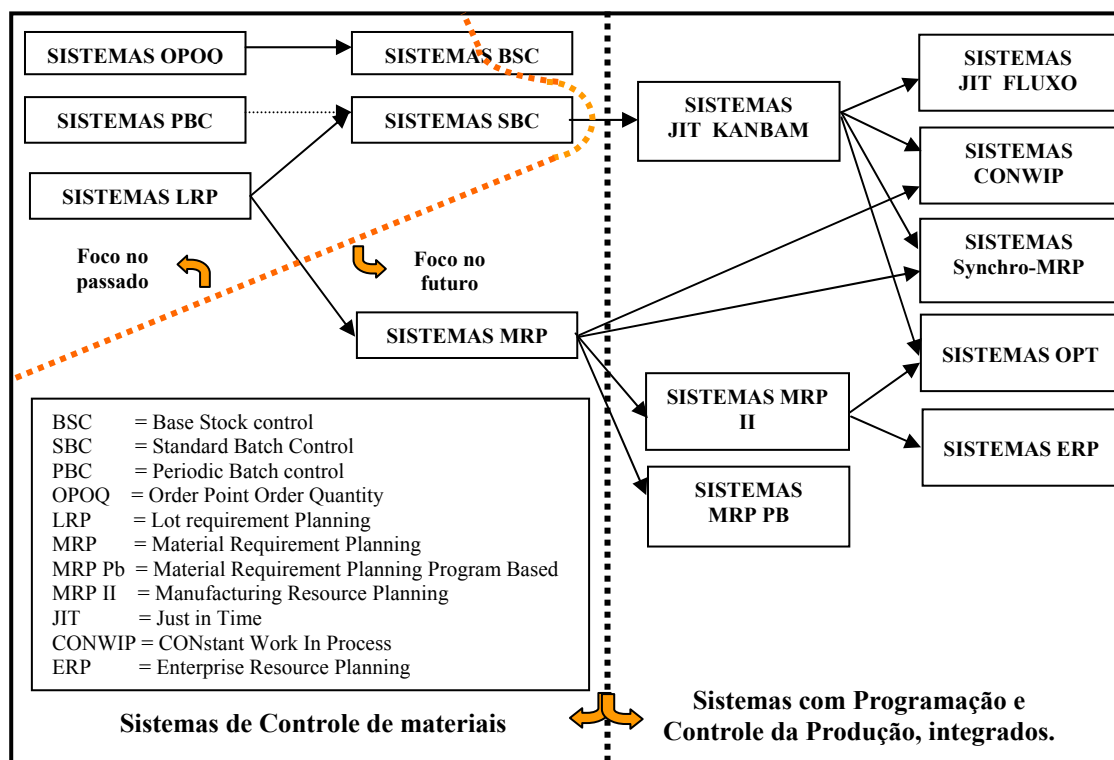 SISTEMAS OPOO
SISTEMAS BSC
SISTEMAS PBC
SISTEMAS SBC
SISTEMAS LRP
Foco no
passado
Foco no
futuro
SISTEMAS MRP
SISTEMAS
JIT KANBAM
SISTEMAS
JIT FLUXO
SISTEMAS
CONWIP
SISTEMAS
Synchro-MRP
SISTEMAS OPT
SISTEMAS MRP
II
SISTEMAS ERP
SISTEMAS
MRP PB
BSC = Base Stock control
SBC = Standard Batch Control
PBC = Periodic Batch control
OPOQ = Order Point Order Quantity
LRP = Lot requirement Planning
MRP = Material Requirement Planning
MRP Pb = Material Requirement Planning Program Based
MRP II = Manufacturing Resource Planning
JIT = Just in Time
CONWIP = CONstant Work In Process
ERP = Enterprise Resource Planning
Sistemas de Controle de materiais
Sistemas com Programação e
Controle da Produção, integrados.